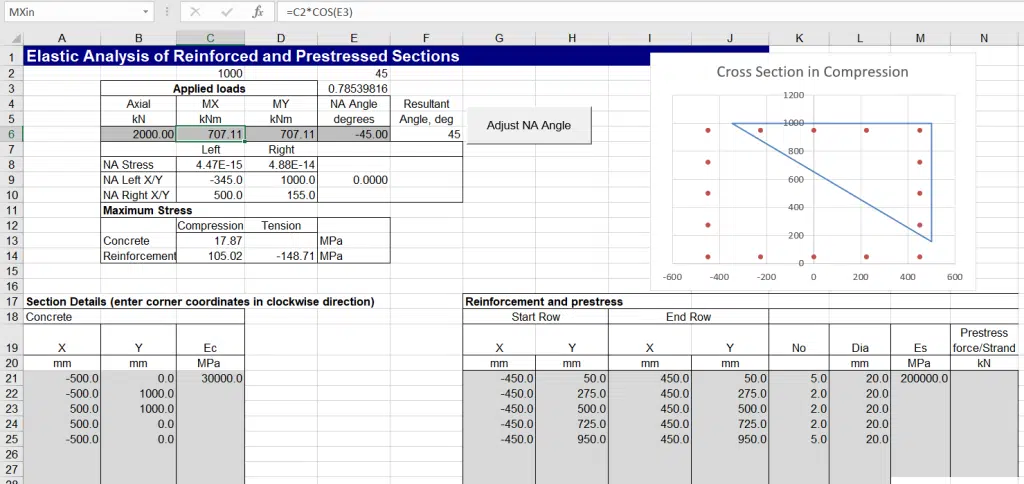 MXin =C2*COS(E3)
A B C D E F G H I J K L M N
1 Elastic Analysis of Reinforced and Prestressed Sections
2 1000 45
3 Applied loads 0.78539816
4 Axial MX MY NA Angle Resultant
5 kN kNm kNm degrees Angle, deg
6 2000.00 707.11 707.11 -45.00 45
Adjust NA Angle
7 Left Right
8 NA Stress 4.47E-15 4.88E-14
9 NA Left X/Y -345.0 1000.0 0.0000
10 NA Right X/Y 500.0 155.0
11 Maximum Stress
12 Compression Tension
13 Concrete 17.87 MPa
14 Reinforcement 105.02 -148.71 MPa
15
16
Cross Section in Compression
1200
1000
800
600
400
200
0
-600 -400 -200 0 200 400 600
17 Section Details (enter corner coordinates in clockwise direction) Reinforcement and prestress
18 Concrete Start Row End Row
Prestress
19 X Y Ec X Y X Y No Dia Es force/Strand
20 mm mm MPa mm mm mm mm mm MPa kN
21 -500.0 0.0 30000.0 -450.0 50.0 450.0 50.0 5.0 20.0 200000.0
22 -500.0 1000.0 -450.0 275.0 450.0 275.0 2.0 20.0
23 500.0 1000.0 -450.0 500.0 450.0 500.0 2.0 20.0
24 500.0 0.0 -450.0 725.0 450.0 725.0 2.0 20.0
25 -500.0 0.0 -450.0 950.0 450.0 950.0 5.0 20.0
26
27